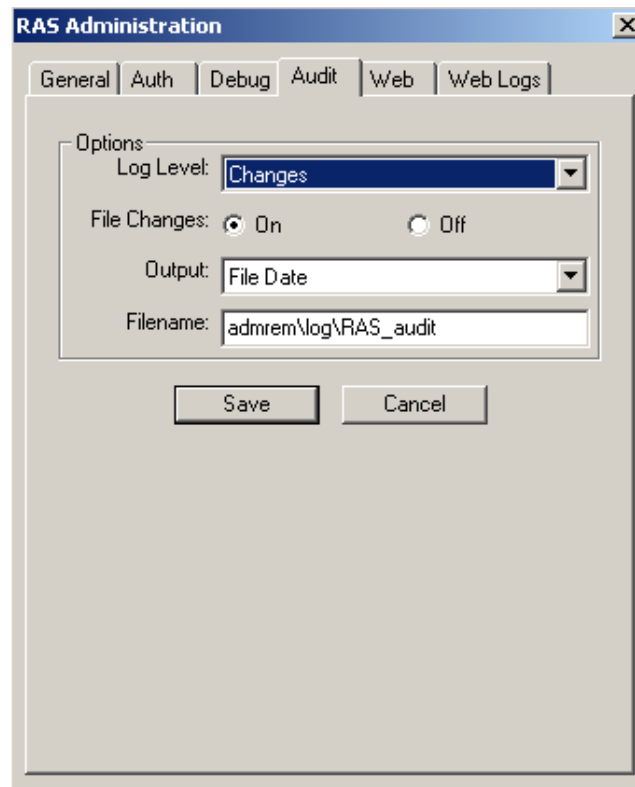 RAS Administration
General Auth Debug Audit Web Web Logs
Options
Log Level: Changes
File Changes: On Off
Output: File Date
Filename: admrem\log\RAS_audit
Save Cancel